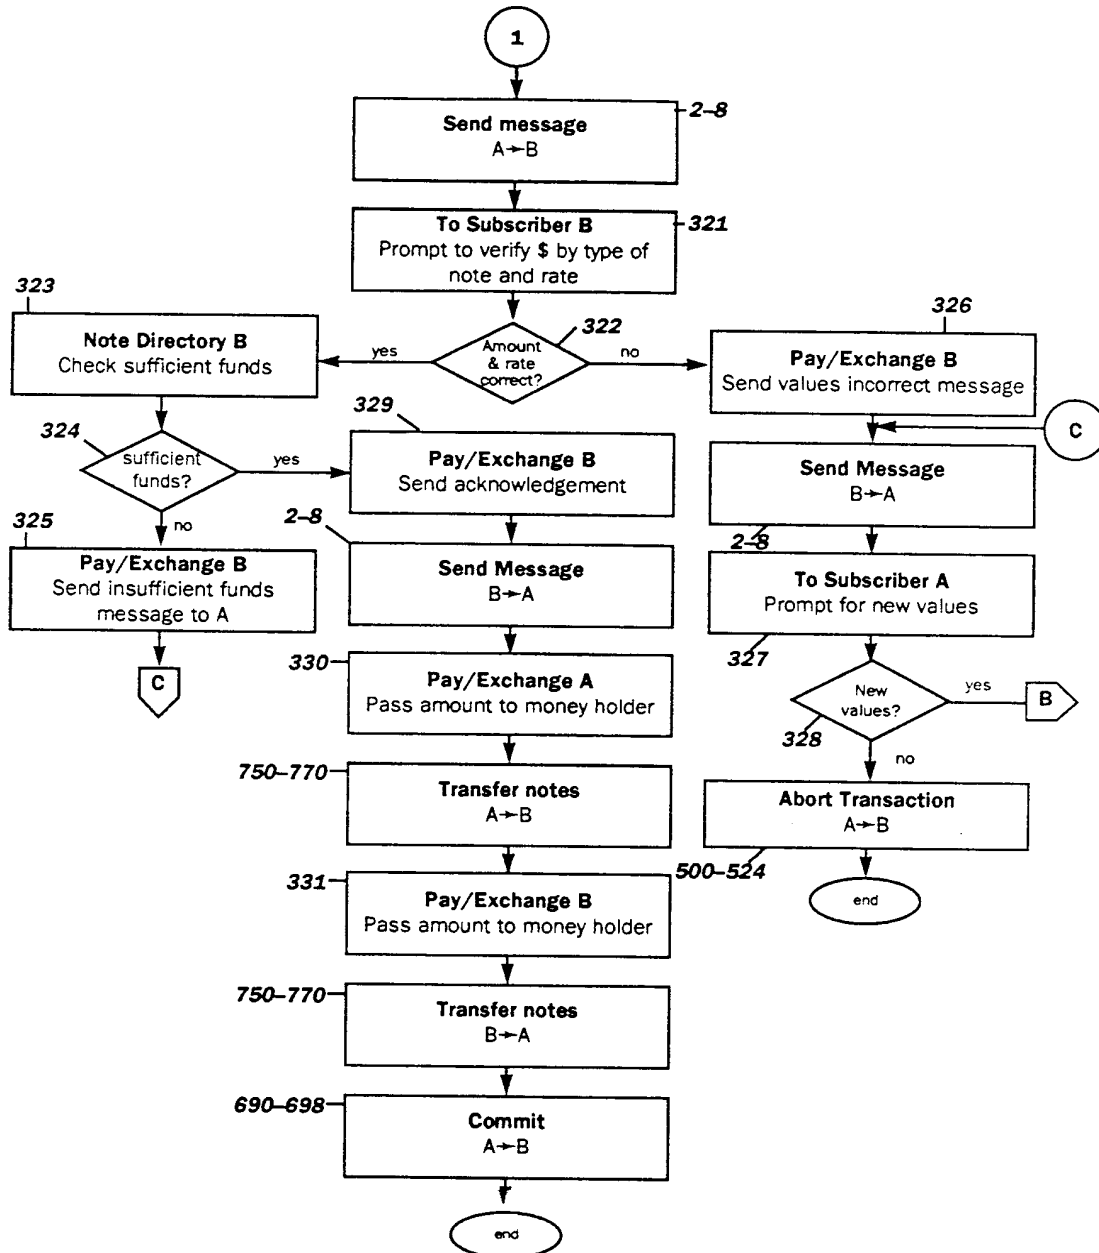 1
2–8
Send message
A→B
To Subscriber B
321
Prompt to verify $ by type of
note and rate
323
322
326
Note Directory B
Check sufficient funds
yes
Amount
& rate
correct?
no
Pay/Exchange B
Send values incorrect message
C
324
sufficient
funds?
yes
no
329
Pay/Exchange B
Send acknowledgement
Send Message
B→A
2–8
325
Pay/Exchange B
Send insufficient funds
message to A
C
2–8
Send Message
B→A
To Subscriber A
Prompt for new values
327
330
Pay/Exchange A
Pass amount to money holder
New
values?
328
yes
B
no
750–770
Transfer notes
A→B
Abort Transaction
A→B
500–524
end
331
Pay/Exchange B
Pass amount to money holder
750–770
Transfer notes
B→A
690–698
Commit
A→B
end